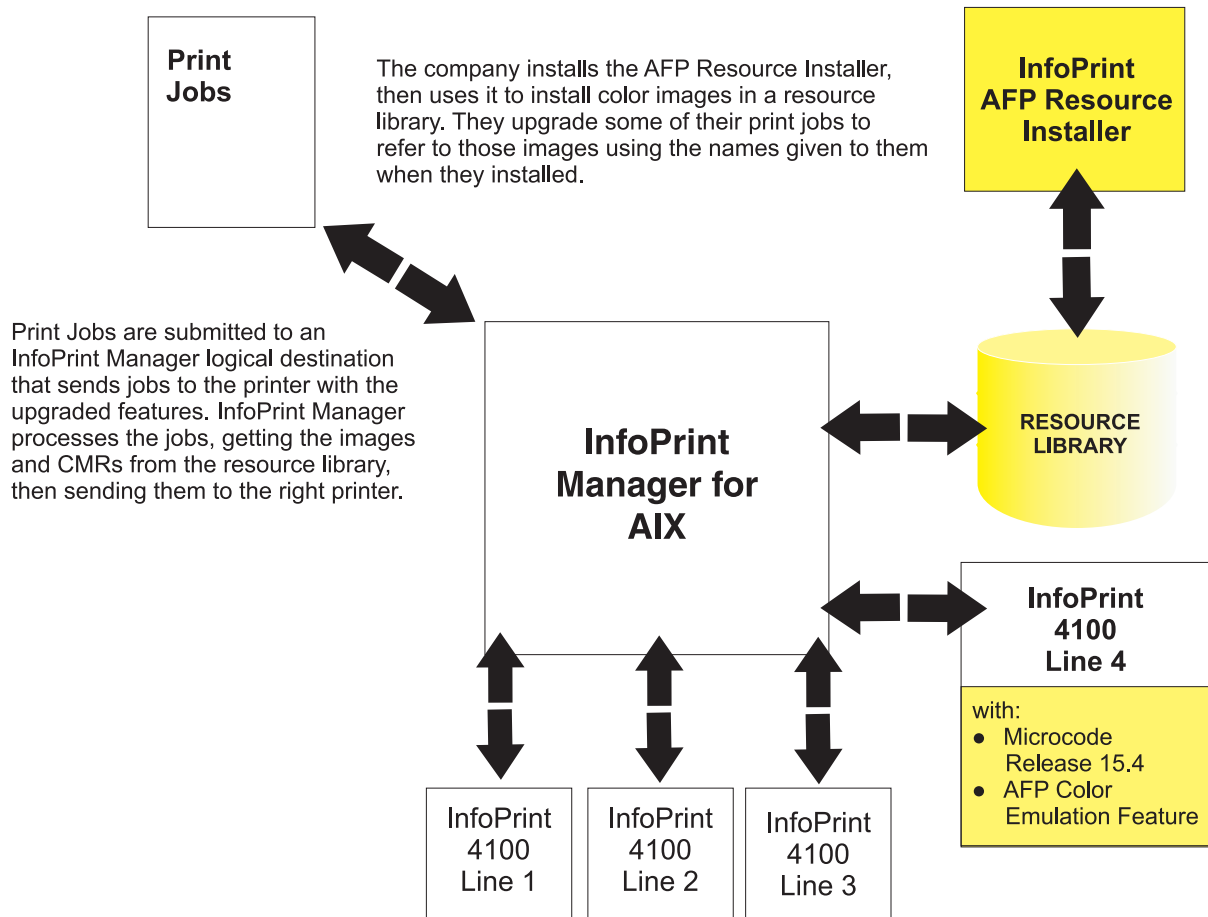 Print
Jobs
The company installs the AFP Resource Installer,
then uses it to install color images in a resource
library. They upgrade some of their print jobs to
refer to those images using the names given to them
when they installed.
InfoPrint
AFP Resource
Installer
Print Jobs are submitted to an
InfoPrint Manager logical destination
that sends jobs to the printer with the
upgraded features. InfoPrint Manager
processes the jobs, getting the images
and CMRs from the resource library,
then sending them to the right printer.
InfoPrint
Manager for
AIX
RESOURCE
LIBRARY
InfoPrint
4100
Line 4
with:
● Microcode
Release 15.4
● AFP Color
Emulation Feature
InfoPrint
4100
Line 1
InfoPrint
4100
Line 2
InfoPrint
4100
Line 3